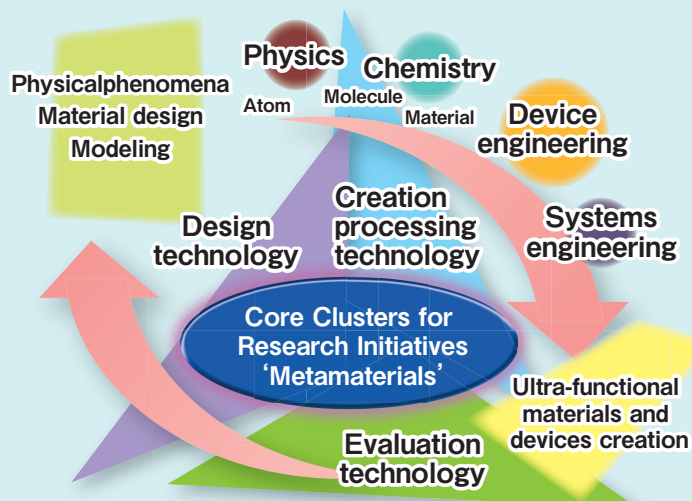 Physics
Chemistry
Physicalphenomena
Material design
Modeling
Atom
Molecule
Material
Device
engineering
Design
technology
Creation
processing
technology
Systems
engineering
Core Clusters for
Research Initiatives
‘Metamaterials’
Ultra-functional
materials and
devices creation
Evaluation
technology